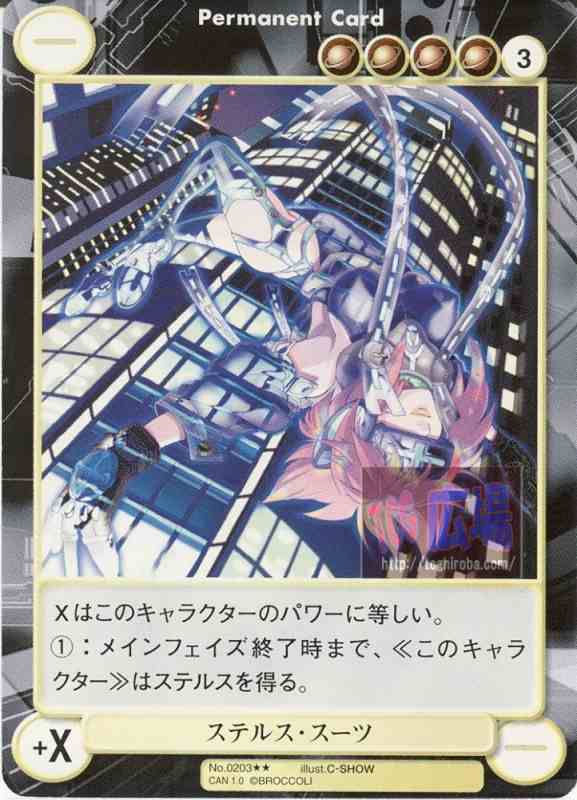 Permanent Card
3
Xはこのキャラクターのパワーに等しい。
①：メインフェイズ終了時まで、≪このキャラ
クター≫はステルスを得る。
+X
ステルス・スーツ
No.0203★★ illust.C-SHOW
CAN 1.0 ©BROCCOLI
広場
http://tcghiroba.com/